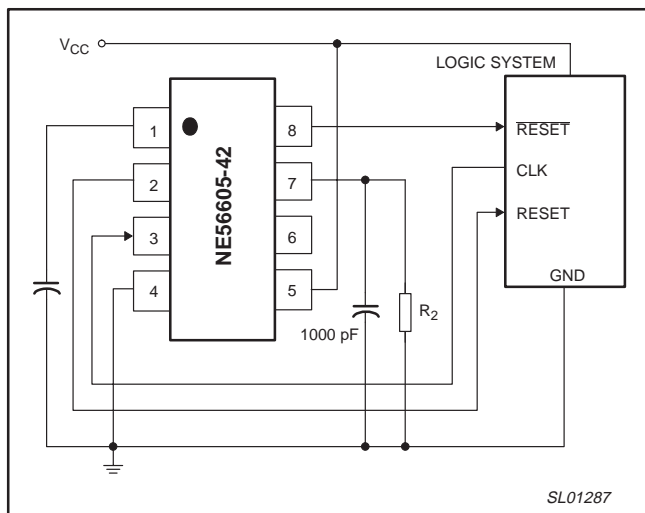 VCC
LOGIC SYSTEM
1
8
RESET
NE56605-42
2
7
CLK
3
6
RESET
4
5
GND
1000 pF
R2
SL01287